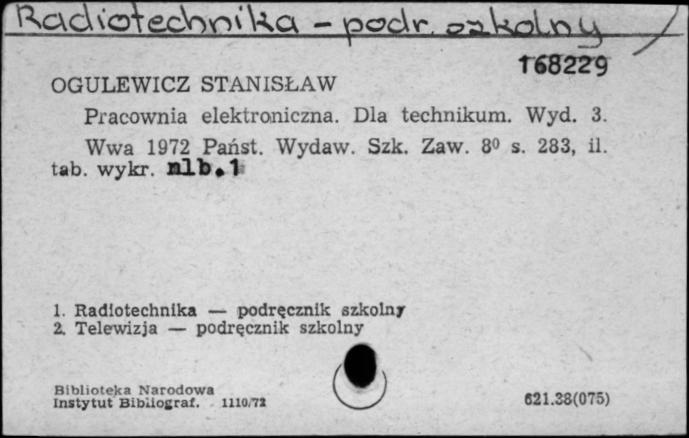 Radiotechnika - podr. szkolny
168229
OGULEWICZ STANISŁAW
Pracownia elektroniczna. Dla technikum. Wyd. 3.
Wwa 1972 Państ. Wydaw. Szk. Zaw. 8⁰ s. 283, il.
tab. wykr. nlb.1
1. Radiotechnika — podręcznik szkolny
2. Telewizja — podręcznik szkolny
Biblioteka Narodowa
Instytut Bibliograf. 1110/72
621.38(075)